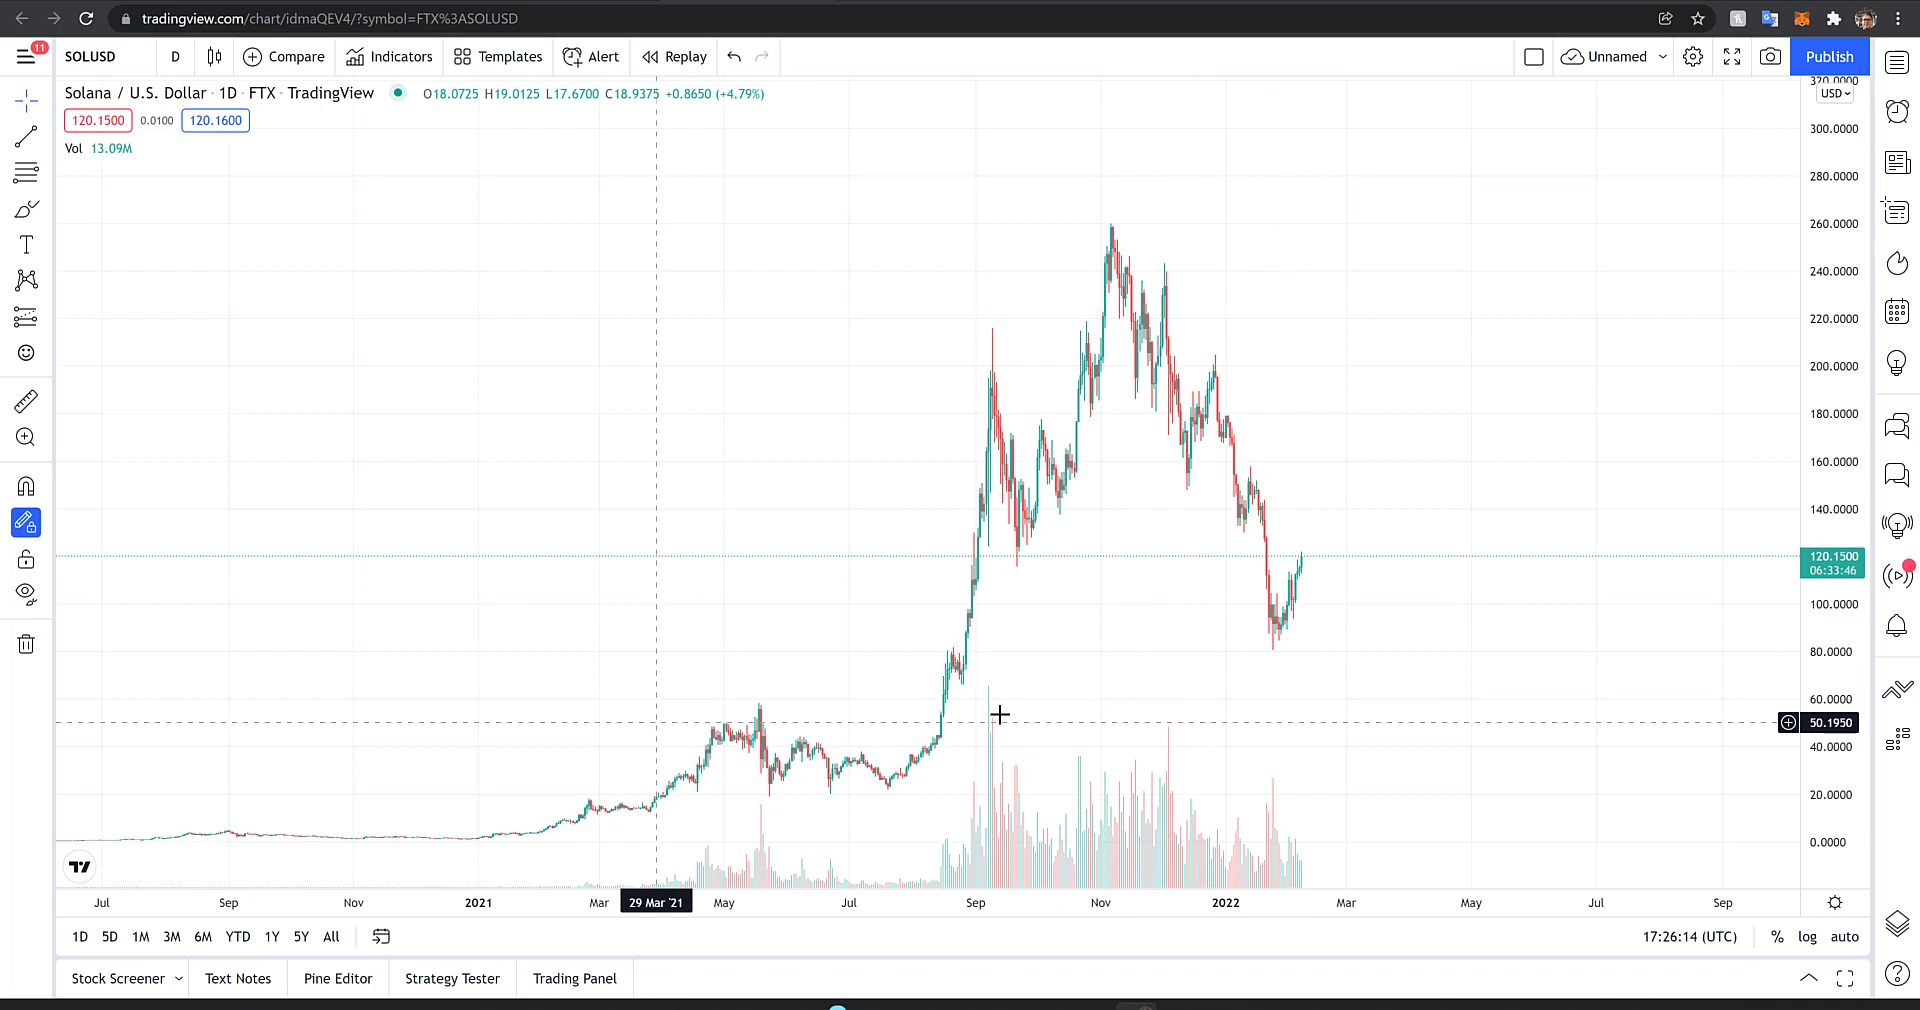 tradingview.com/chart/idmaQEV4/?symbol=FTX%3ASOLUSD
11
SOLUSD
D
Compare
Indicators
Templates
Alert
Replay
Unnamed
Publish
Solana / U.S. Dollar · 1D · FTX · TradingView
O18.0725 H19.0125 L17.6700 C18.9375 +0.8650 (+4.79%)
120.1500 0.0100 120.1600
Vol 13.09M
320.0000
USD
300.0000
280.0000
260.0000
240.0000
220.0000
200.0000
180.0000
160.0000
140.0000
120.1500
06:33:46
100.0000
80.0000
60.0000
50.1950
40.0000
20.0000
0.0000
Jul Sep Nov 2021 Mar 29 Mar '21 May Jul Sep Nov 2022 Mar May Jul Sep
1D 5D 1M 3M 6M YTD 1Y 5Y All
17:26:14 (UTC) % log auto
Stock Screener Text Notes Pine Editor Strategy Tester Trading Panel